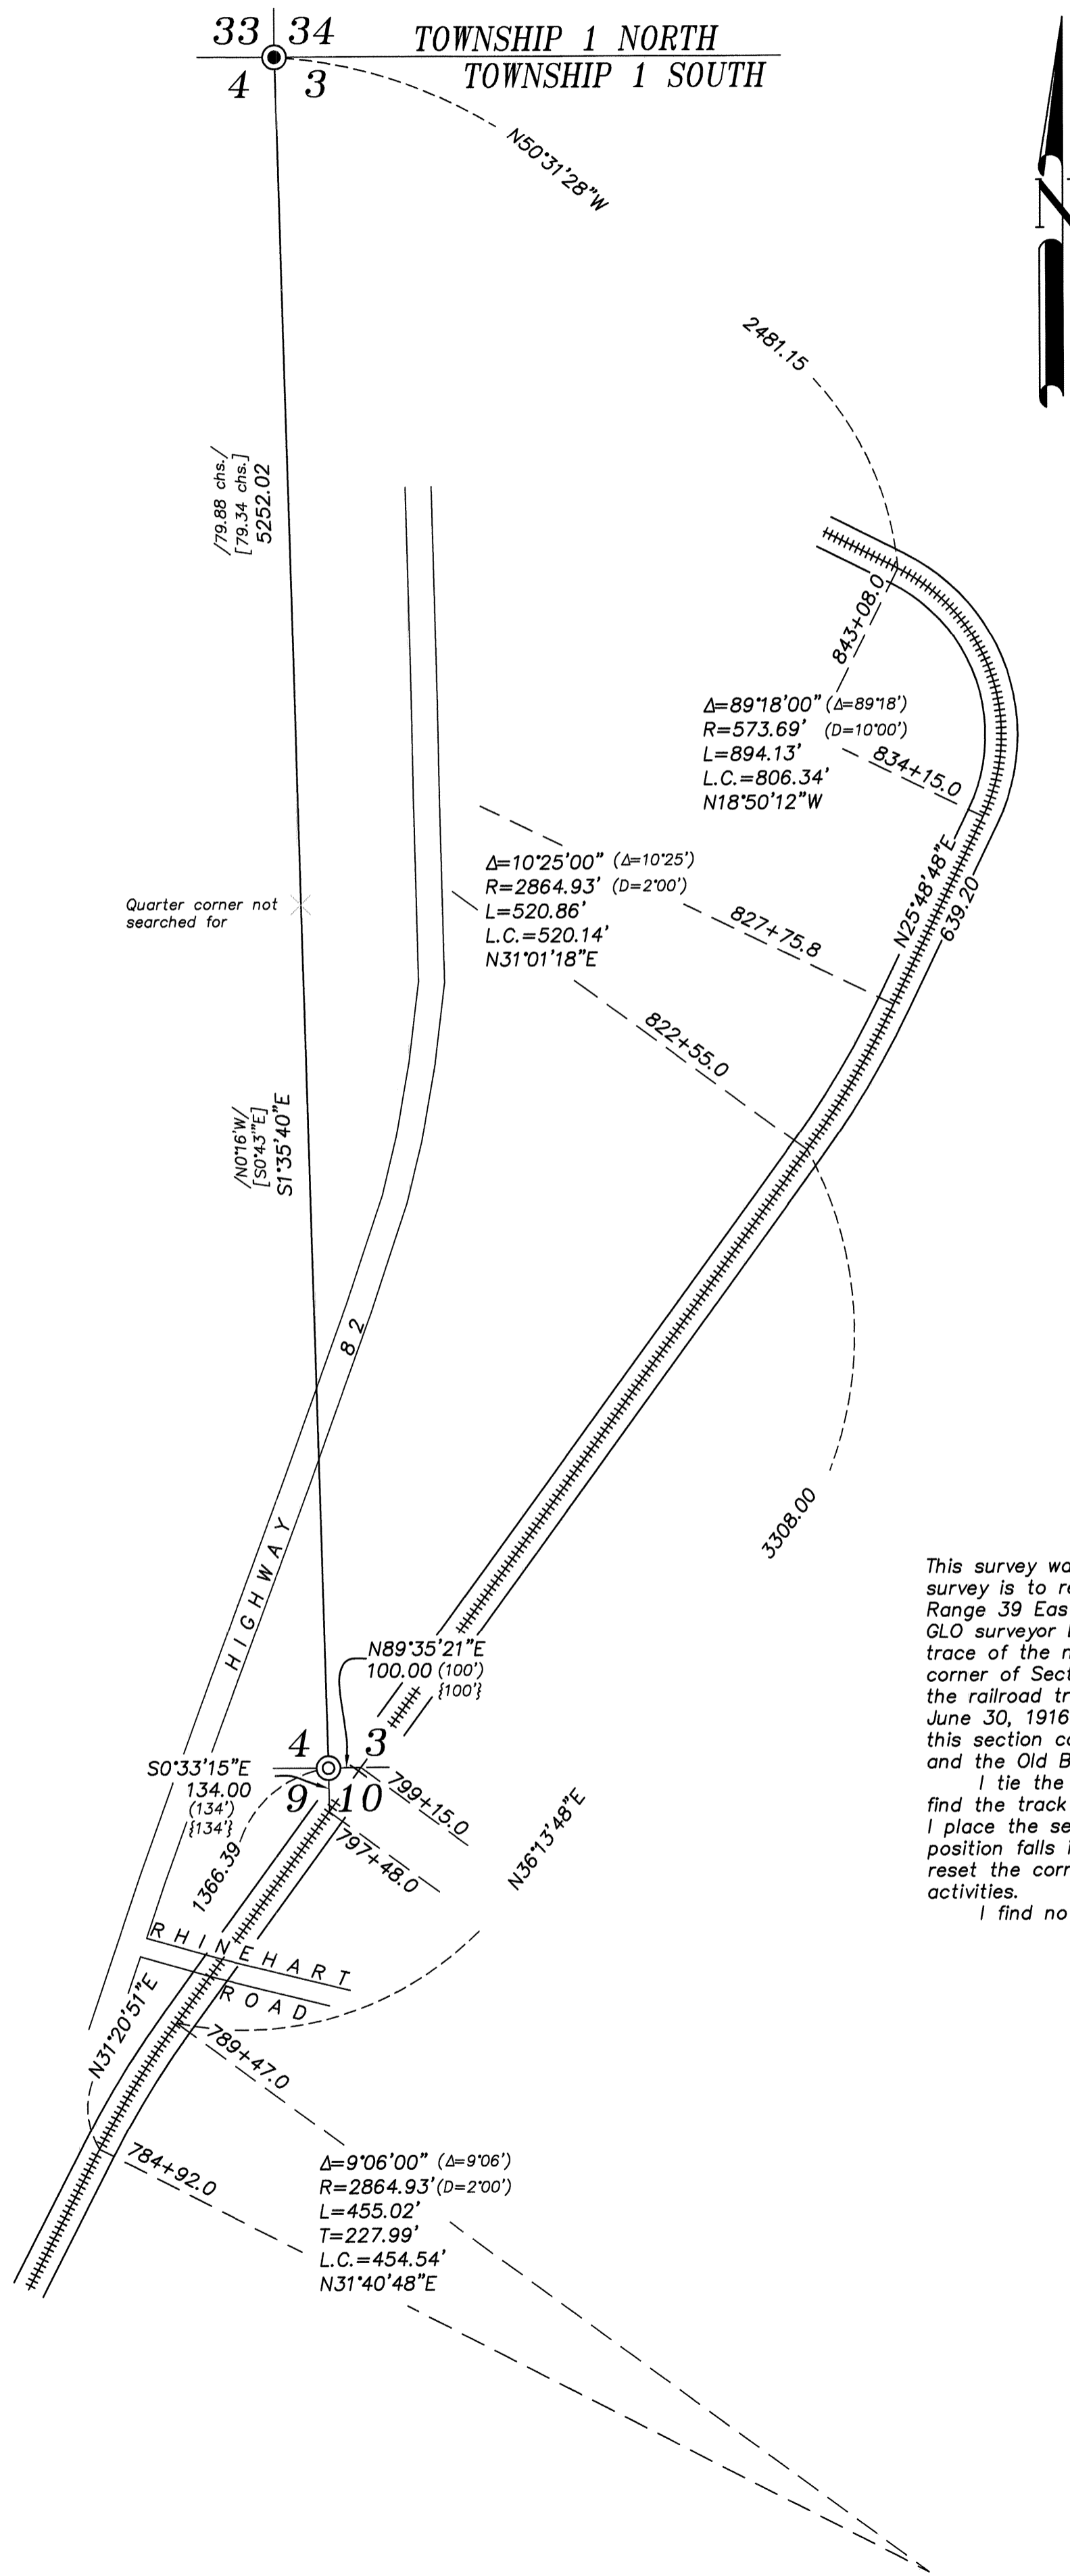 33 34
TOWNSHIP 1 NORTH
4 3
TOWNSHIP 1 SOUTH
N50°31'28"W
N
2481.15
/79.88 chs./
[79.34 chs.]
5252.02
843+08.0
Δ=89°18'00" (Δ=89°18')
R=573.69' (D=10°00')
L=894.13'
L.C.=806.34'
N18°50'12"W
834+15.0
N25°48'48"E
639.20
Δ=10°25'00" (Δ=10°25')
R=2864.93' (D=2°00')
L=520.86'
L.C.=520.14'
N31°01'18"E
827+75.8
Quarter corner not
searched for
822+55.0
/N0°16'W/
[S0°43'"E]
S1°35'40"E
HIGHWAY 82
3308.00
This survey wa
survey is to re
Range 39 Eas
GLO surveyor
trace of the n
corner of Sect
the railroad tr
June 30, 1916
this section co
and the Old B
I tie the
find the track
I place the se
position falls i
reset the corr
activities.
I find no
N89°35'21"E
100.00 (100')
{100'}
4 3
9 10
S0°33'15"E
134.00
(134')
{134'}
799+15.0
797+48.0
1366.39
N36°13'48"E
RHINEHART
ROAD
N31°20'51"E
789+47.0
784+92.0
Δ=9°06'00" (Δ=9°06')
R=2864.93' (D=2°00')
L=455.02'
T=227.99'
L.C.=454.54'
N31°40'48"E